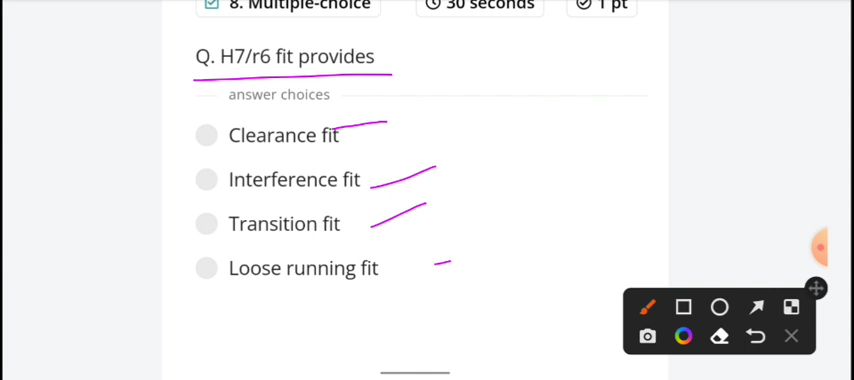 8. Multiple-choice 30 seconds 1 pt
Q. H7/r6 fit provides
answer choices
Clearance fit
Interference fit
Transition fit
Loose running fit